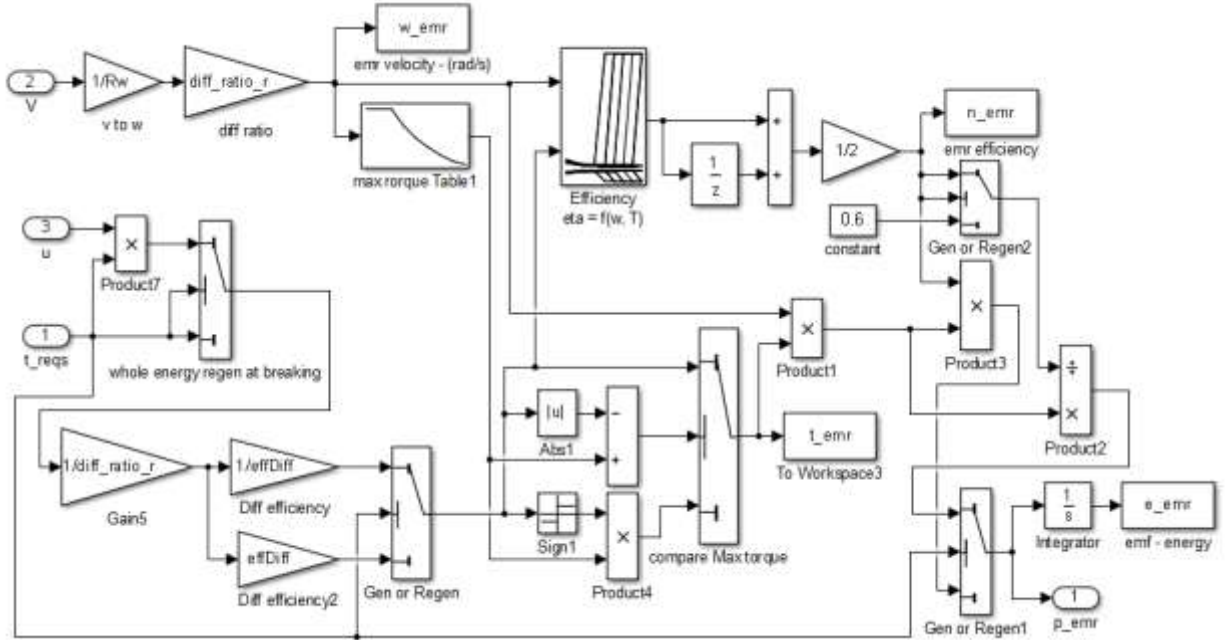 w_emr
emr velocity - (rad/s)
2
V
1/Rw
v to w
diff_ratio_r
diff ratio
max rorque Table1
Efficiency
eta = f(w, T)
1
z
+
+
1/2
n_emr
emr efficiency
0.6
constant
Gen or Regen2
3
u
×
Product7
1
t_reqs
whole energy regen at breaking
×
Product1
×
Product3
÷
×
Product2
1/diff_ratio_r
Gain5
1/effDiff
Diff efficiency
effDiff
Diff efficiency2
Gen or Regen
|u|
Abs1
−
+
Sign1
×
Product4
compare Max torque
t_emr
To Workspace3
Gen or Regen1
1
s
Integrator
e_emr
emf - energy
1
p_emr